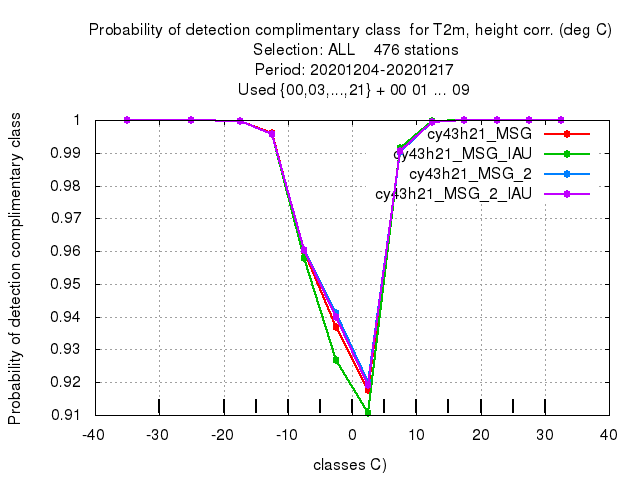 Probability of detection complimentary class  for T2m, height corr. (deg C)
Selection: ALL    476 stations
Period: 20201204-20201217
Used {00,03,...,21} + 00 01 ... 09
Probability of detection complimentary class
1
0.99
0.98
0.97
0.96
0.95
0.94
0.93
0.92
0.91
cy43h21_MSG
cy43h21_MSG_IAU
cy43h21_MSG_2
cy43h21_MSG_2_IAU
-40 -30 -20 -10 0 10 20 30 40
classes C)